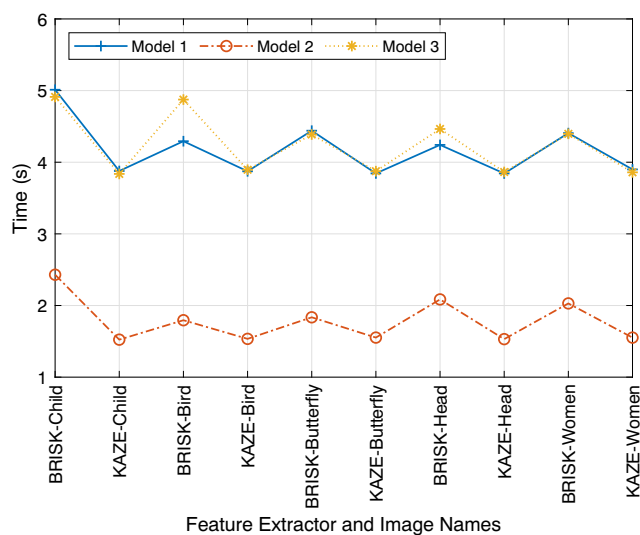 6
5
4
3
2
1
Time (s)
Model 1 Model 2 Model 3
BRISK-Child
KAZE-Child
BRISK-Bird
KAZE-Bird
BRISK-Butterfly
KAZE-Butterfly
BRISK-Head
KAZE-Head
BRISK-Women
KAZE-Women
Feature Extractor and Image Names